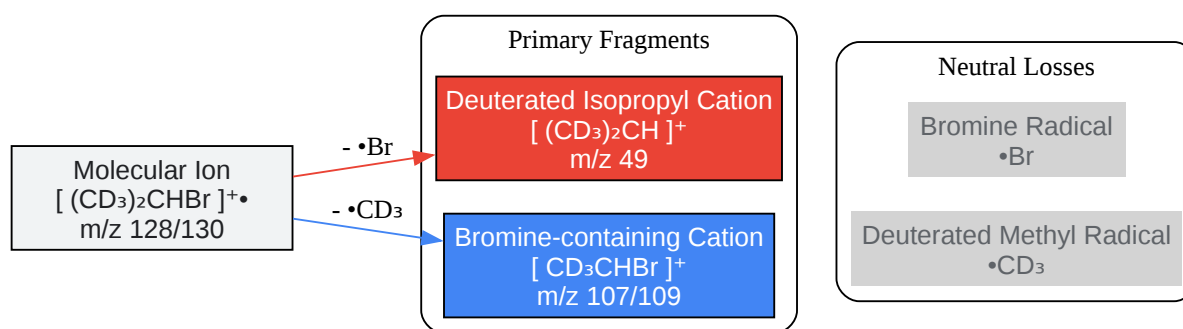 Primary Fragments
Neutral Losses
Deuterated Isopropyl Cation
[ (CD₃)₂CH ]⁺
m/z 49
Bromine Radical
•Br
- •Br
Molecular Ion
[ (CD₃)₂CHBr ]⁺•
m/z 128/130
- •CD₃
Bromine-containing Cation
[ CD₃CHBr ]⁺
m/z 107/109
Deuterated Methyl Radical
•CD₃